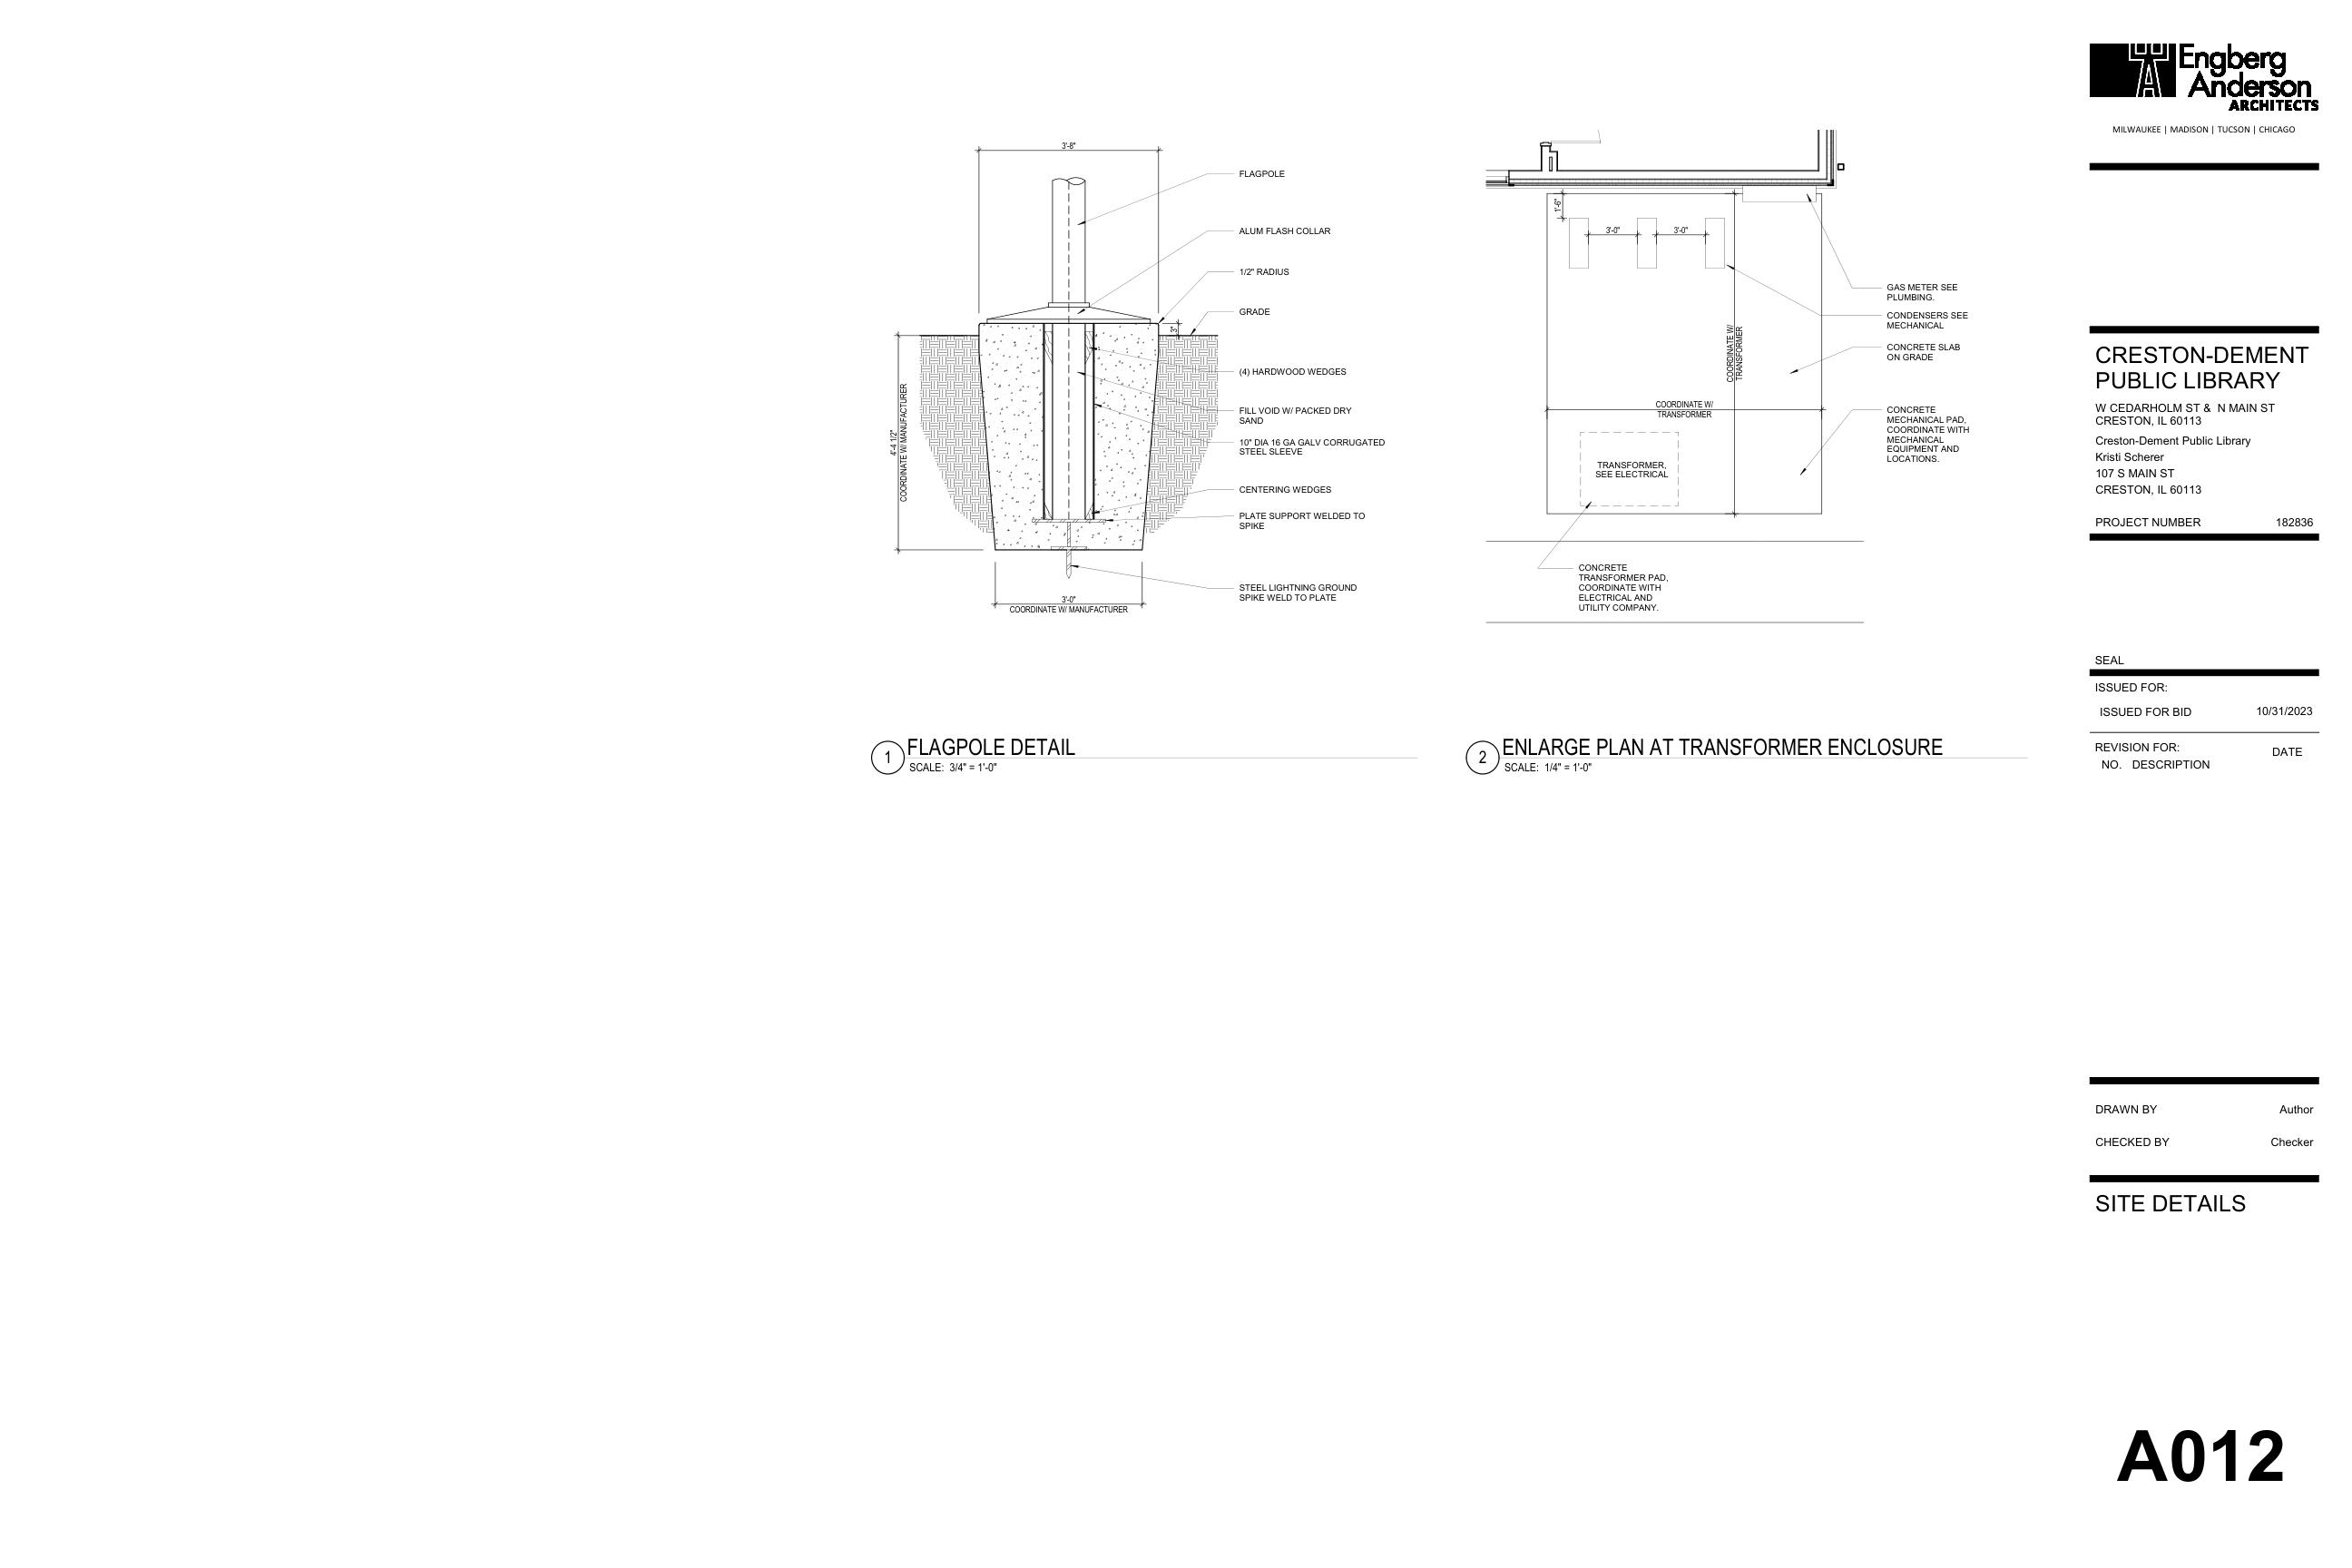 3'-8"
FLAGPOLE
ALUM FLASH COLLAR
1/2" RADIUS
GRADE
3"
(4) HARDWOOD WEDGES
FILL VOID W/ PACKED DRY
SAND
10" DIA 16 GA GALV CORRUGATED
STEEL SLEEVE
CENTERING WEDGES
PLATE SUPPORT WELDED TO
SPIKE
STEEL LIGHTNING GROUND
SPIKE WELD TO PLATE
4'-4 1/2"
COORDINATE W/ MANUFACTURER
3'-0"
COORDINATE W/ MANUFACTURER
1 FLAGPOLE DETAIL
SCALE: 3/4" = 1'-0"
1'-6"
3'-0" 3'-0"
GAS METER SEE
PLUMBING.
CONDENSERS SEE
MECHANICAL
CONCRETE SLAB
ON GRADE
CONCRETE
MECHANICAL PAD,
COORDINATE WITH
MECHANICAL
EQUIPMENT AND
LOCATIONS.
COORDINATE W/
TRANSFORMER
COORDINATE W/
TRANSFORMER
TRANSFORMER,
SEE ELECTRICAL
CONCRETE
TRANSFORMER PAD,
COORDINATE WITH
ELECTRICAL AND
UTILITY COMPANY.
2 ENLARGE PLAN AT TRANSFORMER ENCLOSURE
SCALE: 1/4" = 1'-0"
Engberg
Anderson
ARCHITECTS
MILWAUKEE | MADISON | TUCSON | CHICAGO
CRESTON-DEMENT
PUBLIC LIBRARY
W CEDARHOLM ST & N MAIN ST
CRESTON, IL 60113
Creston-Dement Public Library
Kristi Scherer
107 S MAIN ST
CRESTON, IL 60113
PROJECT NUMBER 182836
SEAL
ISSUED FOR:
ISSUED FOR BID 10/31/2023
REVISION FOR:
NO. DESCRIPTION DATE
DRAWN BY Author
CHECKED BY Checker
SITE DETAILS
A012